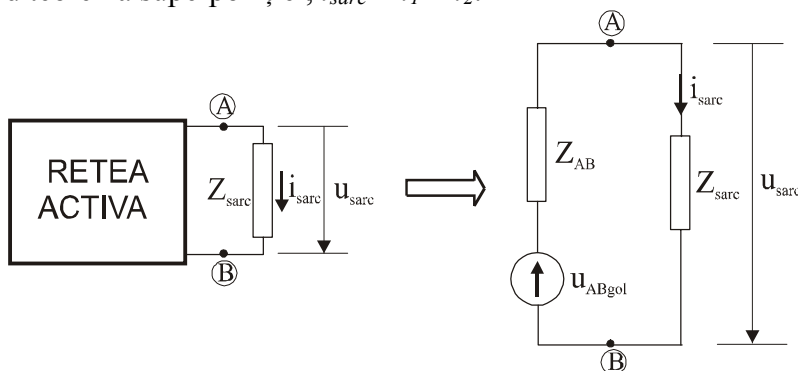 RETEA
ACTIVA
A
Z_sarc
i_sarc
u_sarc
B
A
i_sarc
Z_AB
Z_sarc
u_sarc
u_ABgol
B